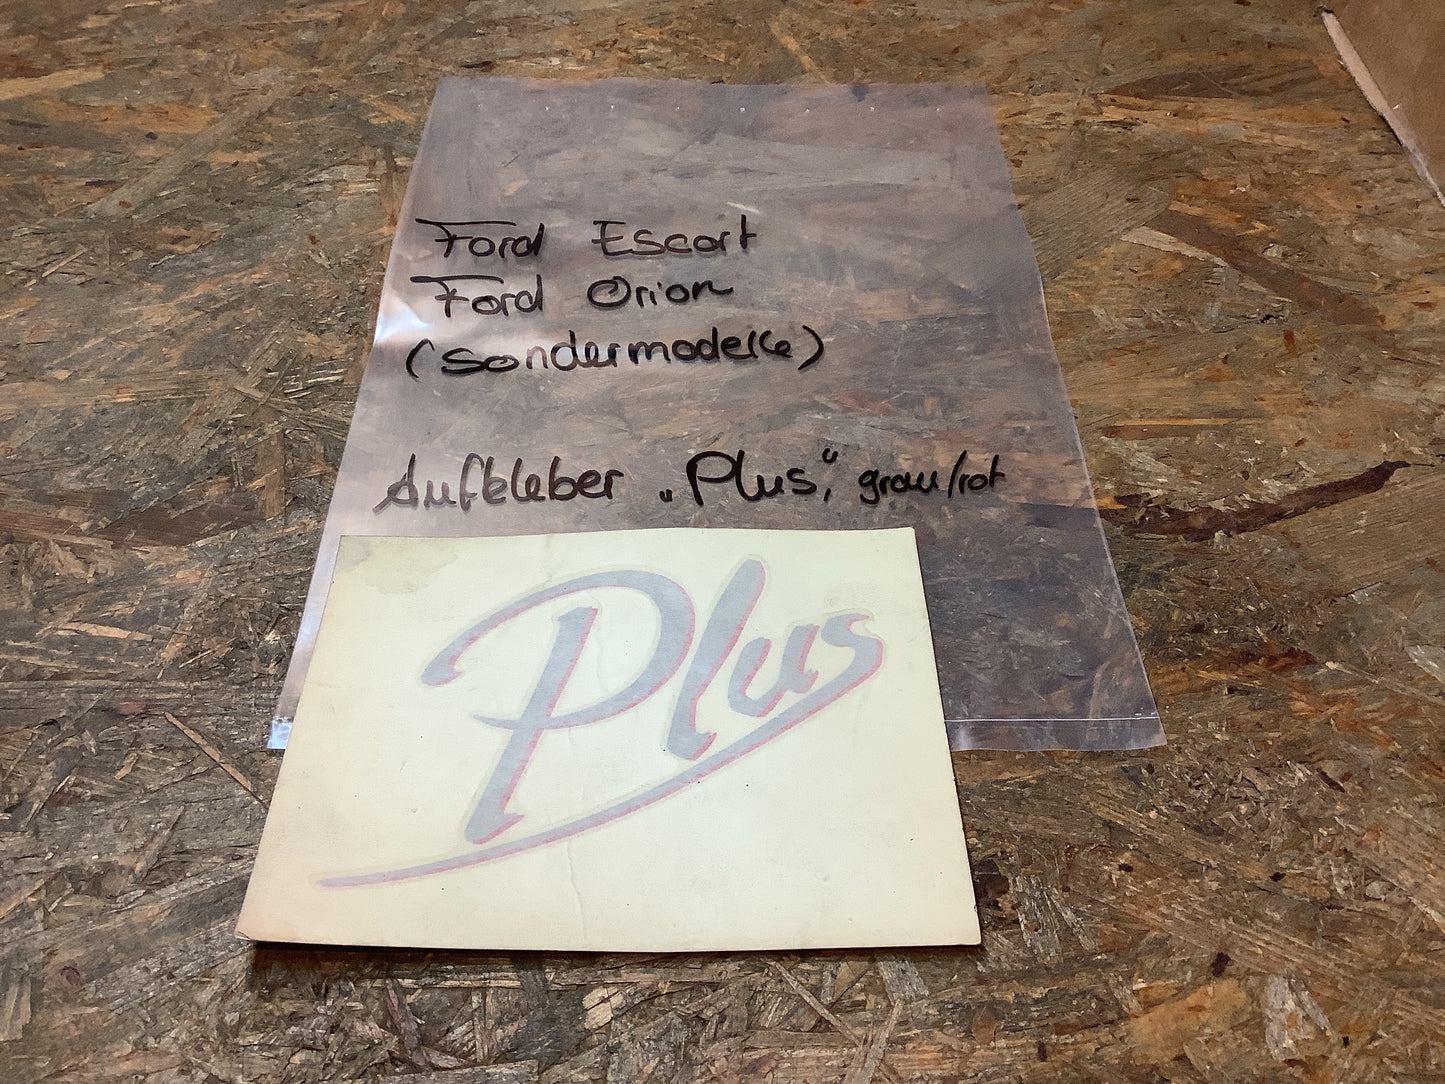 Ford Escort
Ford Orion
(Sondermodelle)
Aufkleber „Plus“, grau/rot
Plus